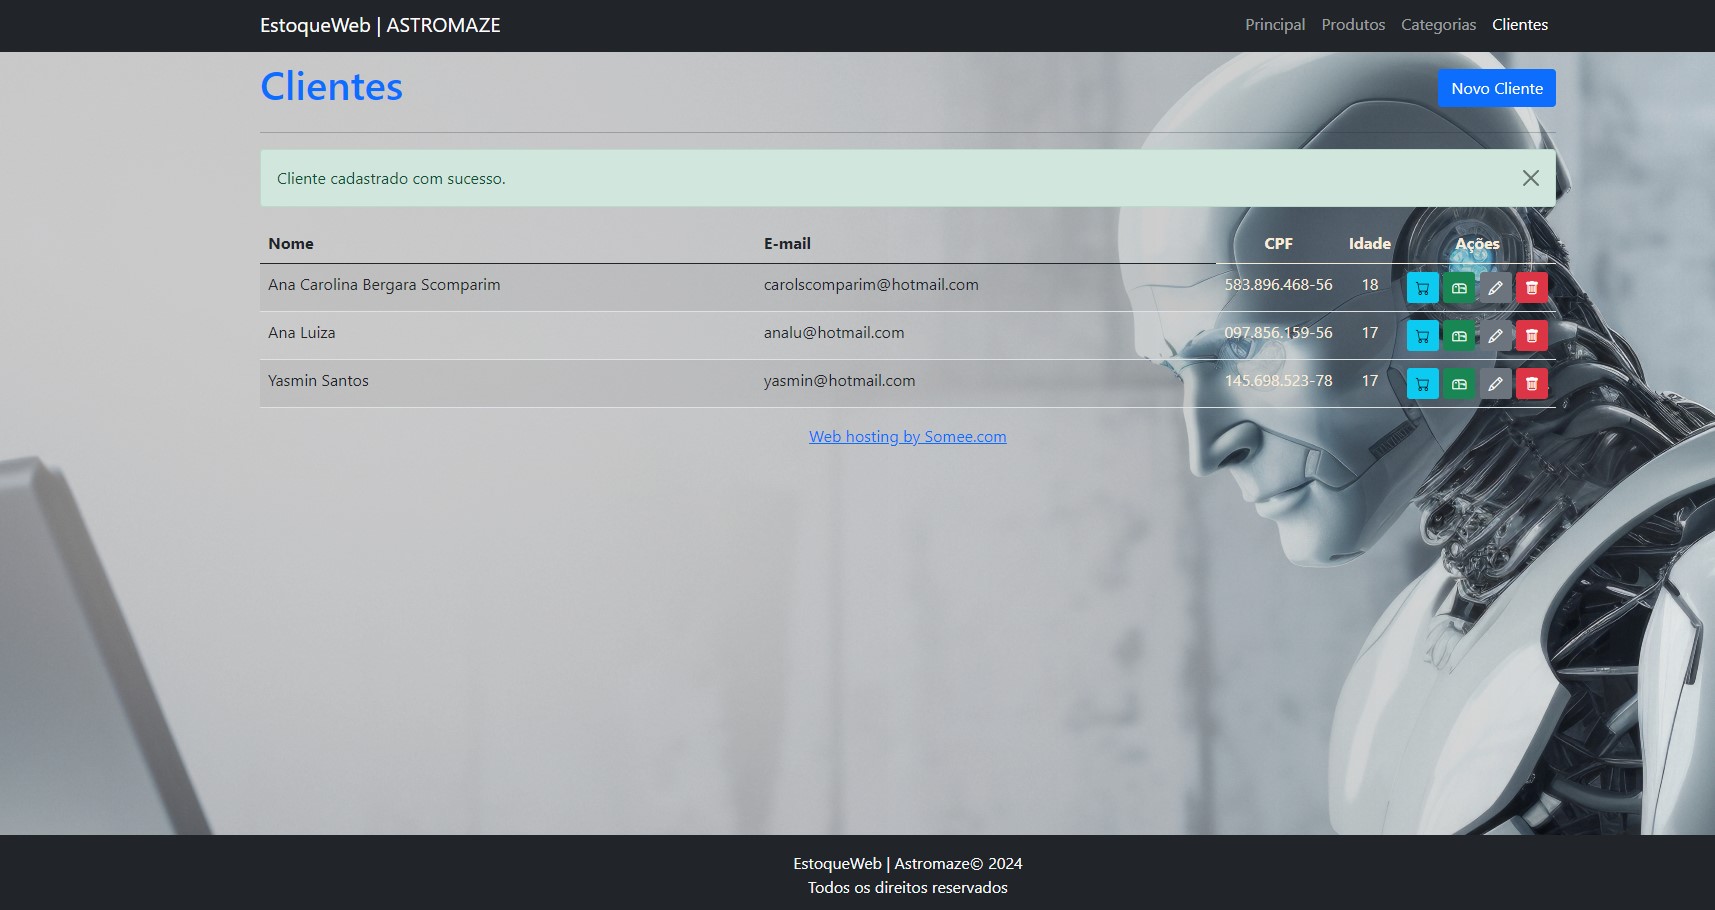 EstoqueWeb | ASTROMAZE Principal Produtos Categorias Clientes
Clientes Novo Cliente
Cliente cadastrado com sucesso.
Nome E-mail CPF Idade Ações
Ana Carolina Bergara Scomparim carolscomparim@hotmail.com 583.896.468-56 18
Ana Luiza analu@hotmail.com 097.856.159-56 17
Yasmin Santos yasmin@hotmail.com 145.698.523-78 17
Web hosting by Somee.com
EstoqueWeb | Astromaze© 2024
Todos os direitos reservados